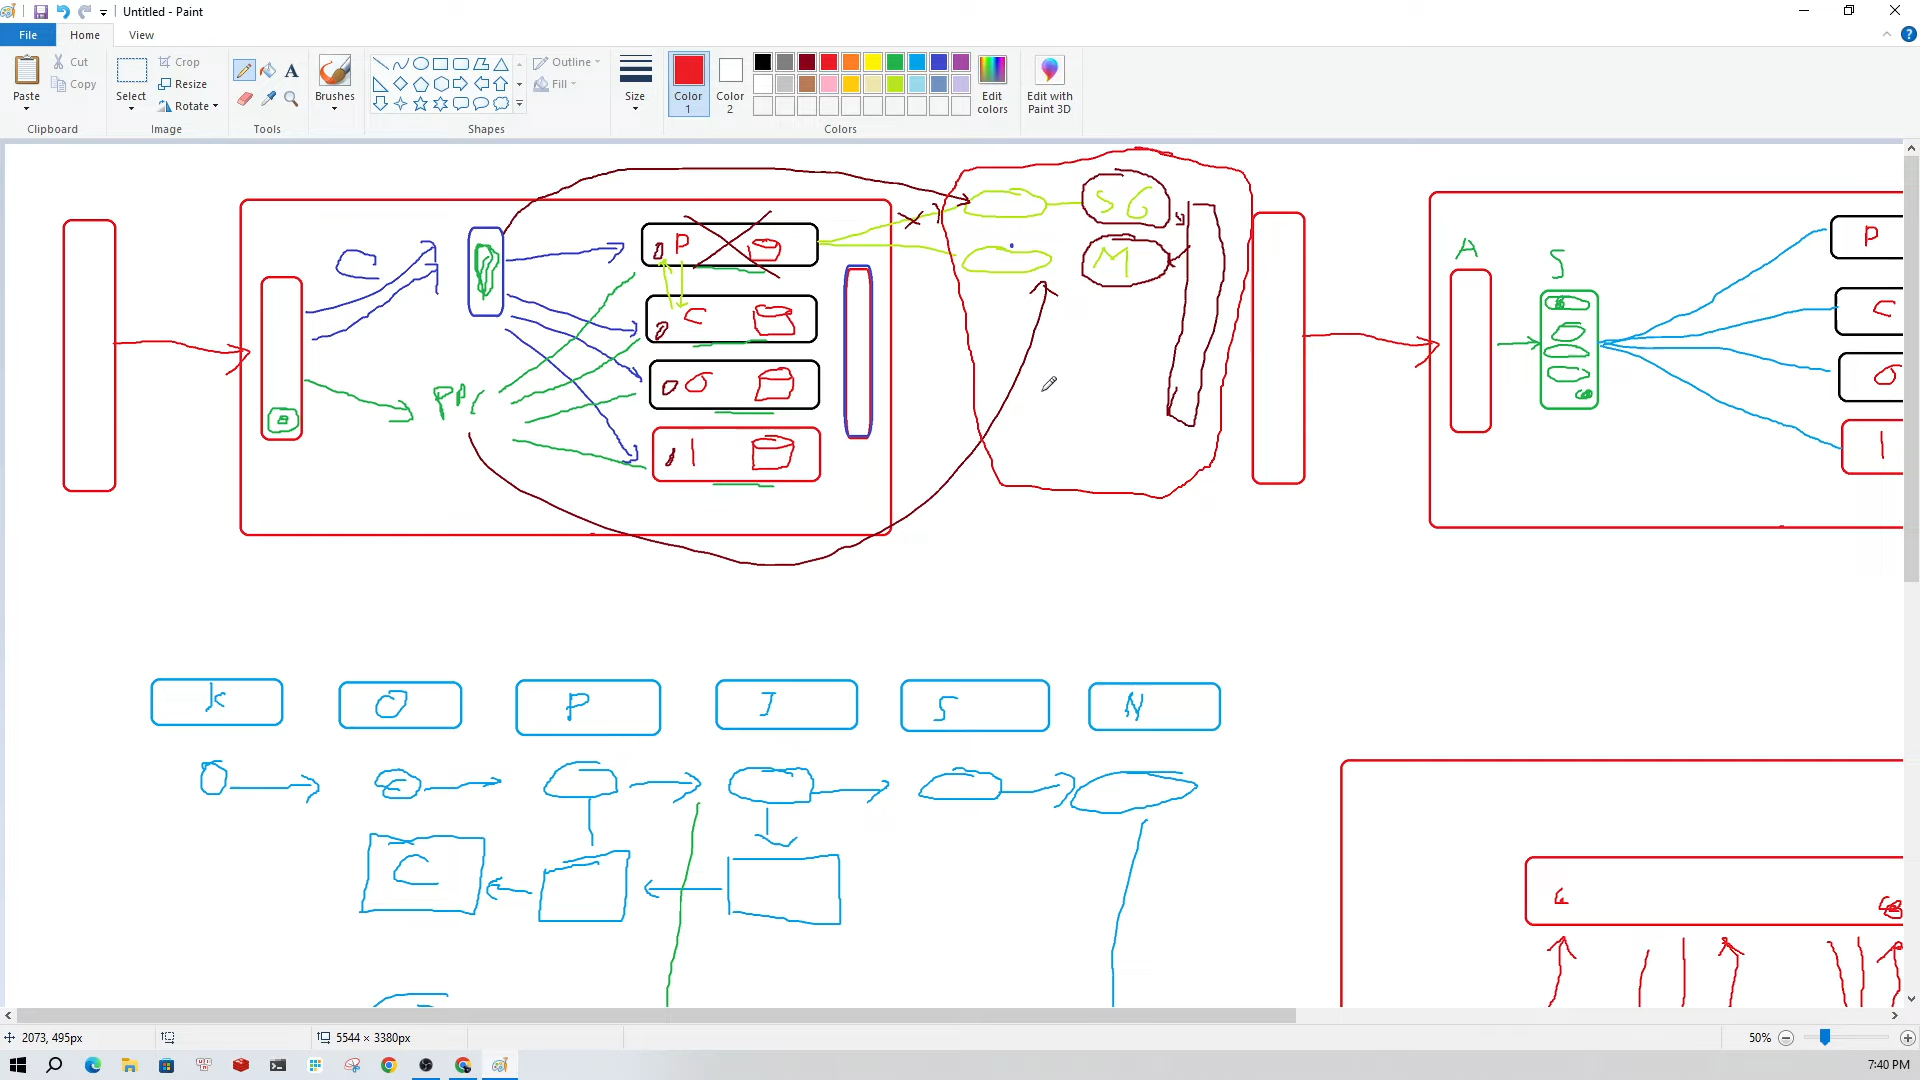 Untitled - Paint
File
Home
View
Paste
Cut
Copy
Clipboard
Select
Crop
Resize
Rotate
Image
Tools
Brushes
Outline
Fill
Shapes
Size
Color 1
Color 2
Colors
Edit colors
Edit with Paint 3D
C
P
C
O
I
SG
M
A
S
P
C
O
I
K
O
P
I
S
N
C
2073, 495px
5544 × 3380px
50%
7:40 PM